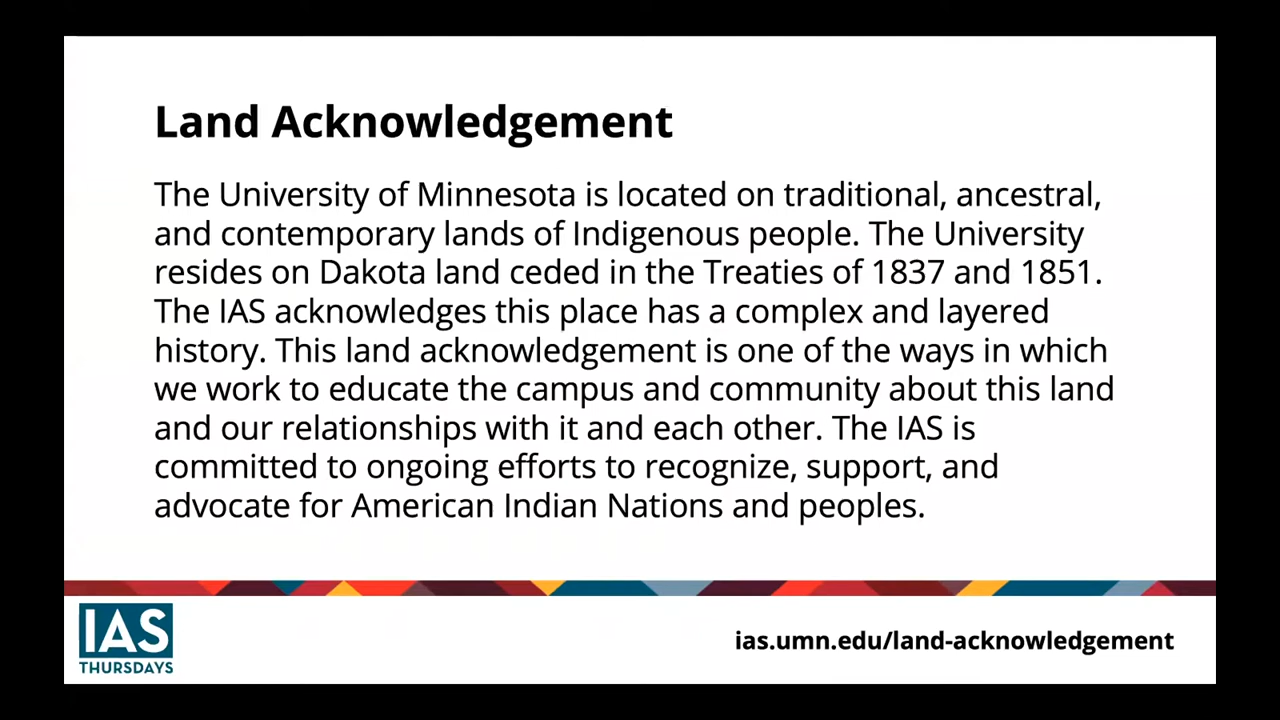 Land Acknowledgement
The University of Minnesota is located on traditional, ancestral,
and contemporary lands of Indigenous people. The University
resides on Dakota land ceded in the Treaties of 1837 and 1851.
The IAS acknowledges this place has a complex and layered
history. This land acknowledgement is one of the ways in which
we work to educate the campus and community about this land
and our relationships with it and each other. The IAS is
committed to ongoing efforts to recognize, support, and
advocate for American Indian Nations and peoples.
IAS
THURSDAYS
ias.umn.edu/land-acknowledgement